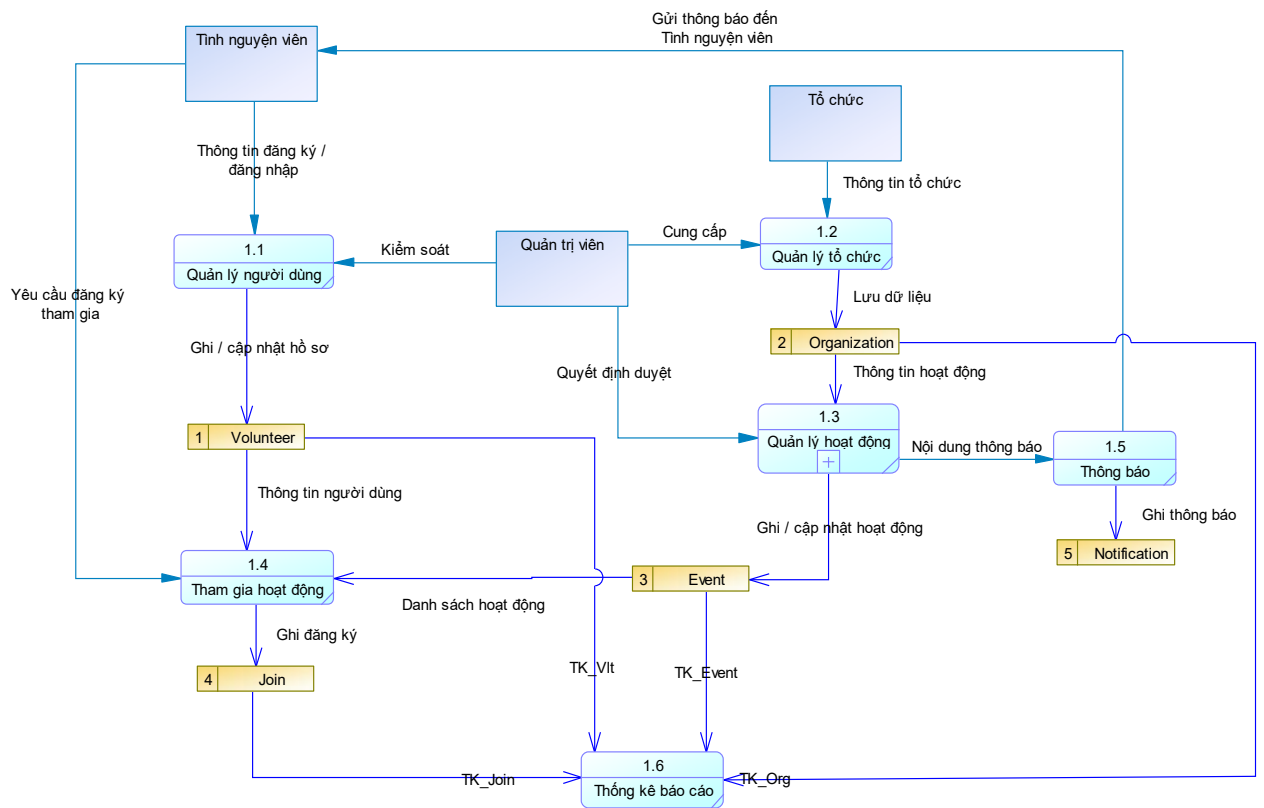 Gửi thông báo đến
Tình nguyện viên
Tình nguyện viên
Tổ chức
Thông tin đăng ký /
đăng nhập
Thông tin tổ chức
1.1
Quản lý người dùng
Kiểm soát
Quản trị viên
Cung cấp
1.2
Quản lý tổ chức
Yêu cầu đăng ký
tham gia
Lưu dữ liệu
2 Organization
Ghi / cập nhật hồ sơ
Quyết định duyệt
Thông tin hoạt động
1.3
Quản lý hoạt động
+
Nội dung thông báo
1.5
Thông báo
1 Volunteer
Thông tin người dùng
Ghi / cập nhật hoạt động
Ghi thông báo
5 Notification
1.4
Tham gia hoạt động
3 Event
Danh sách hoạt động
Ghi đăng ký
4 Join
TK_Vlt
TK_Event
1.6
Thống kê báo cáo
TK_Join
TK_Org